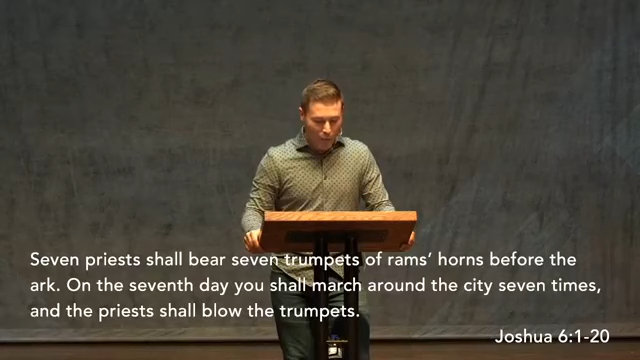 Seven priests shall bear seven trumpets of rams’ horns before the
ark. On the seventh day you shall march around the city seven times,
and the priests shall blow the trumpets.
Joshua 6:1-20